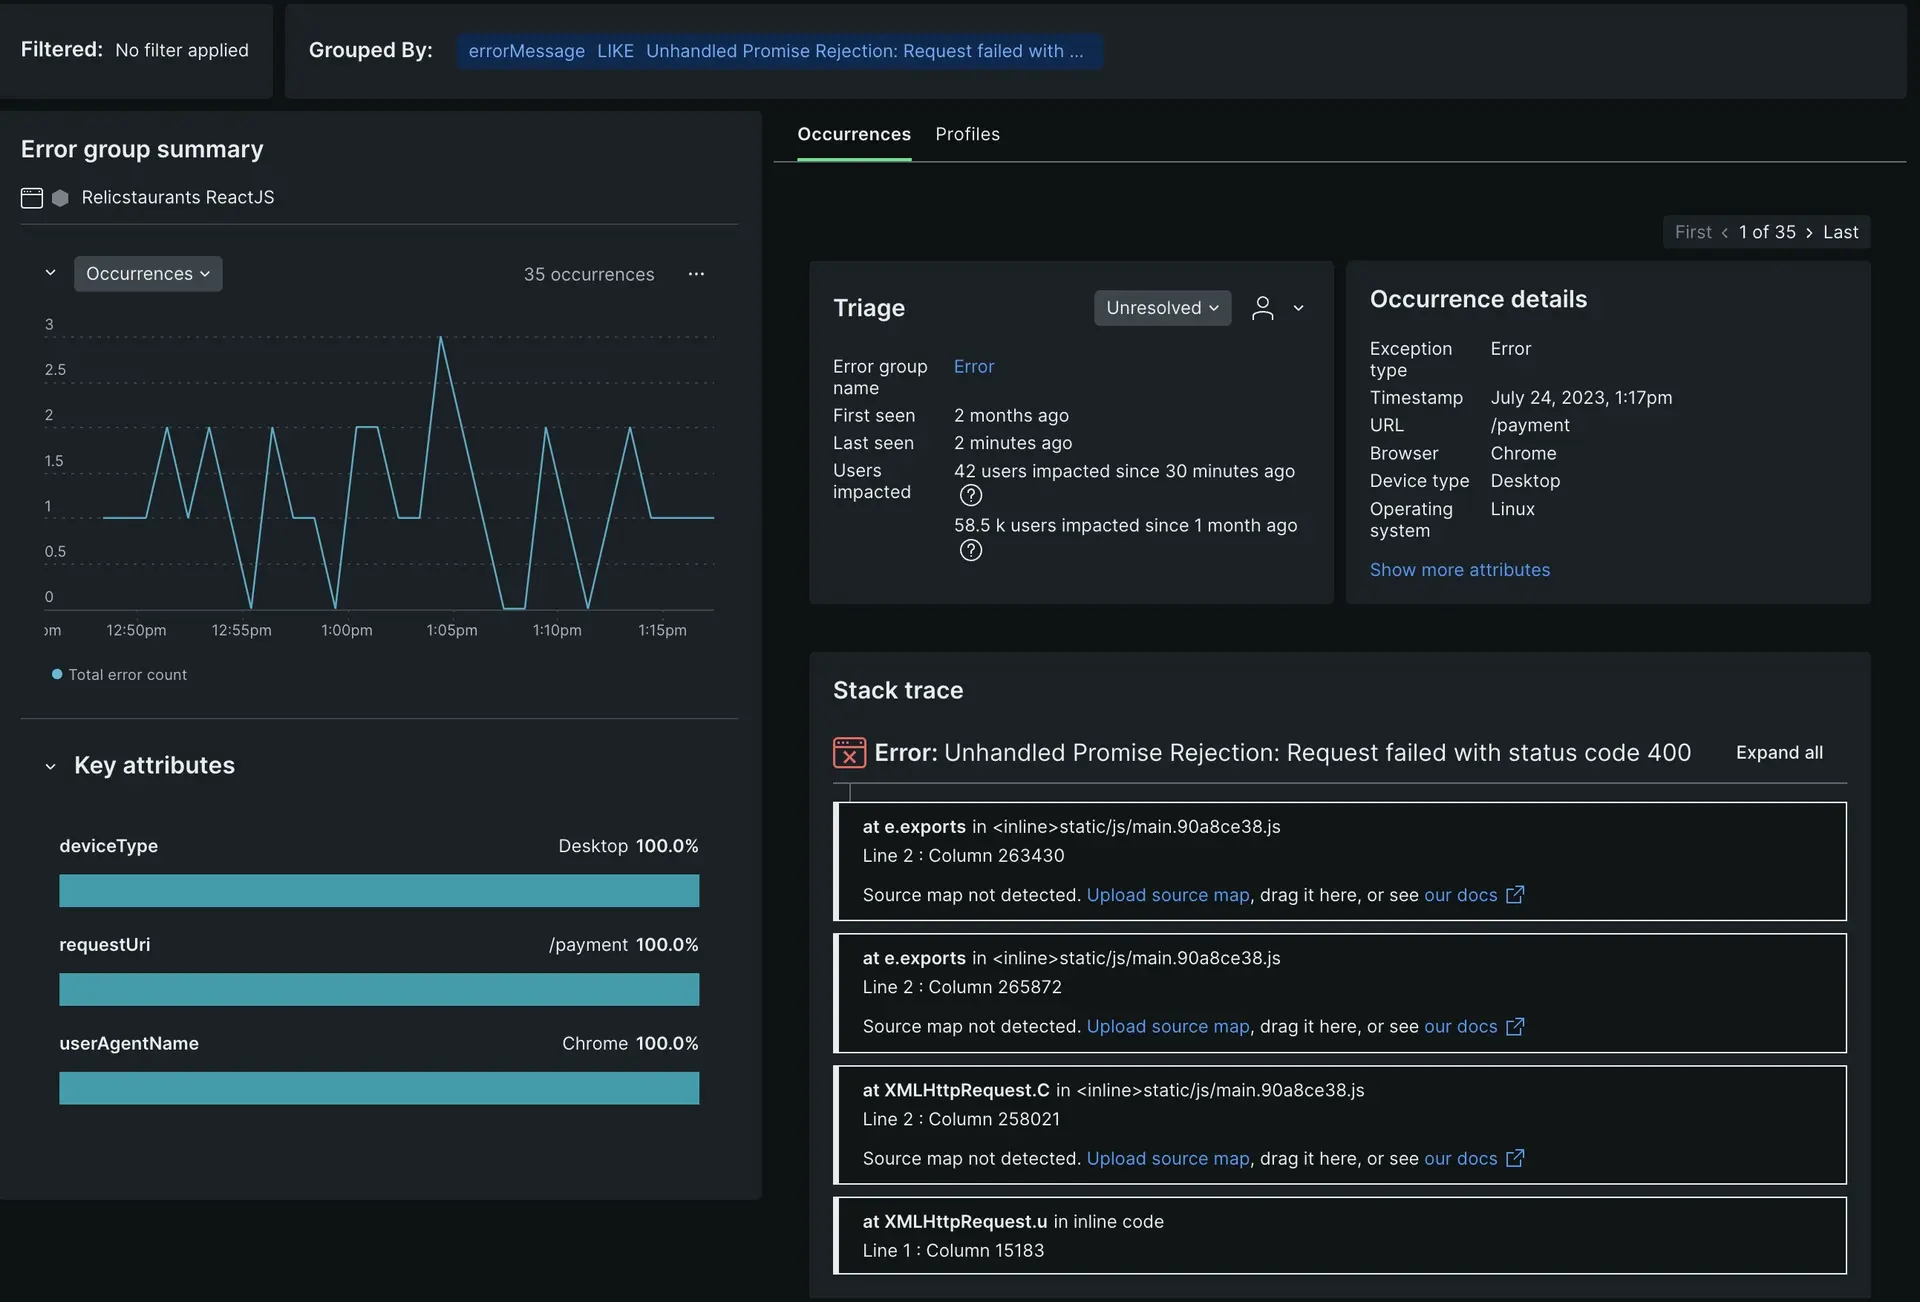 Filtered: No filter applied
Grouped By: errorMessage LIKE Unhandled Promise Rejection: Request failed with ...
Error group summary
Relicstaurants ReactJS
Occurrences
35 occurrences
...
3
2.5
2
1.5
1
0.5
0
om
12:50pm
12:55pm
1:00pm
1:05pm
1:10pm
1:15pm
Total error count
Key attributes
deviceType Desktop 100.0%
requestUri /payment 100.0%
userAgentName Chrome 100.0%
Occurrences Profiles
First < 1 of 35 > Last
Triage
Unresolved
Error group name Error
First seen 2 months ago
Last seen 2 minutes ago
Users impacted 42 users impacted since 30 minutes ago
?
58.5 k users impacted since 1 month ago
?
Occurrence details
Exception type Error
Timestamp July 24, 2023, 1:17pm
URL /payment
Browser Chrome
Device type Desktop
Operating system Linux
Show more attributes
Stack trace
Error: Unhandled Promise Rejection: Request failed with status code 400
Expand all
at e.exports in <inline>static/js/main.90a8ce38.js
Line 2 : Column 263430
Source map not detected. Upload source map, drag it here, or see our docs
at e.exports in <inline>static/js/main.90a8ce38.js
Line 2 : Column 265872
Source map not detected. Upload source map, drag it here, or see our docs
at XMLHttpRequest.C in <inline>static/js/main.90a8ce38.js
Line 2 : Column 258021
Source map not detected. Upload source map, drag it here, or see our docs
at XMLHttpRequest.u in inline code
Line 1 : Column 15183